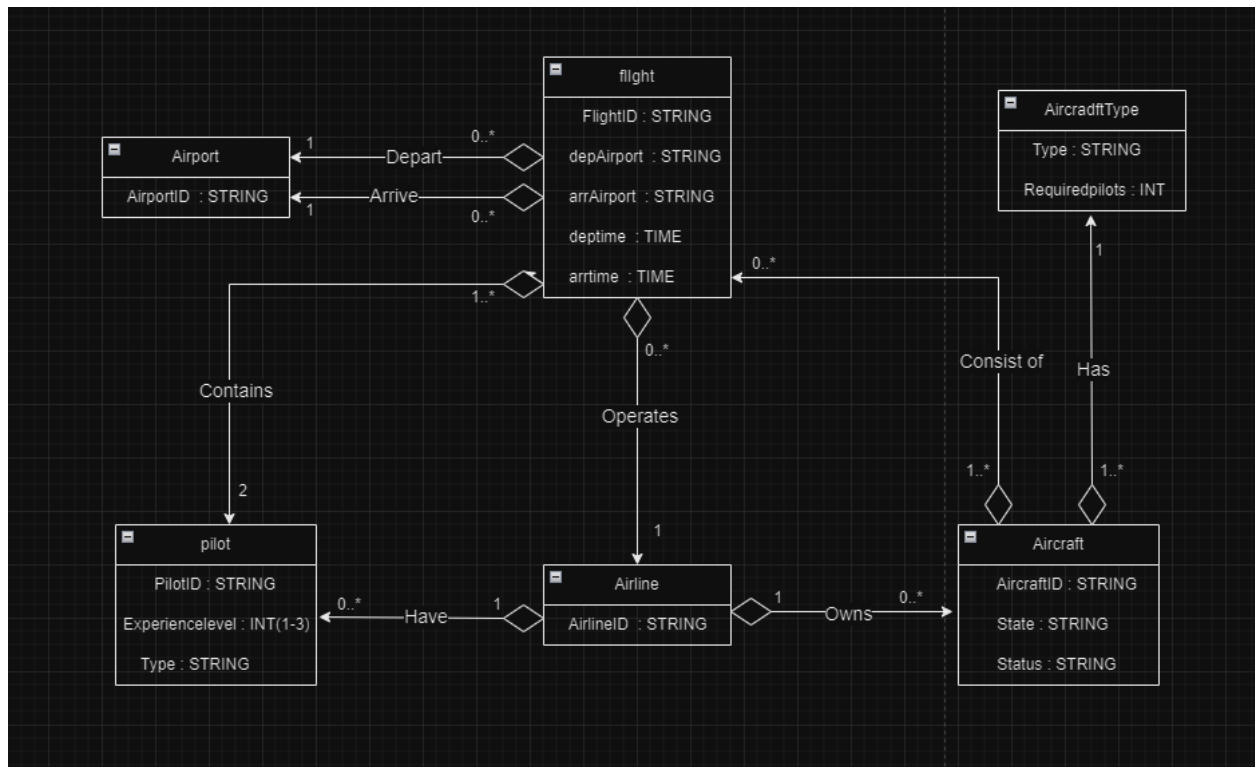 flIght
FlightID : STRING
depAirport : STRING
arrAirport : STRING
deptime : TIME
arrtime : TIME
AircradftType
Type : STRING
Requiredpilots : INT
Airport
AirportID : STRING
1
Depart
0..*
1
Arrive
0..*
1..*
Contains
2
0..*
Operates
1
0..*
Consist of
1..*
1
Has
1..*
pilot
PilotID : STRING
Experiencelevel : INT(1-3)
Type : STRING
0..*
Have
1
Airline
AirlineID : STRING
1
Owns
0..*
Aircraft
AircraftID : STRING
State : STRING
Status : STRING